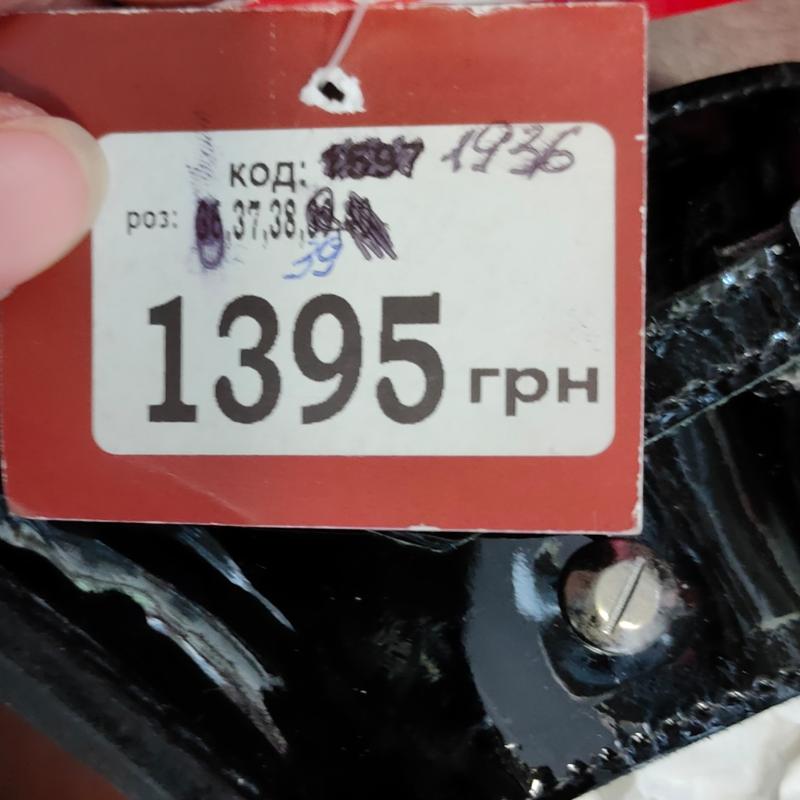 код: 1936
роз: 37,38,
39
1395 грн